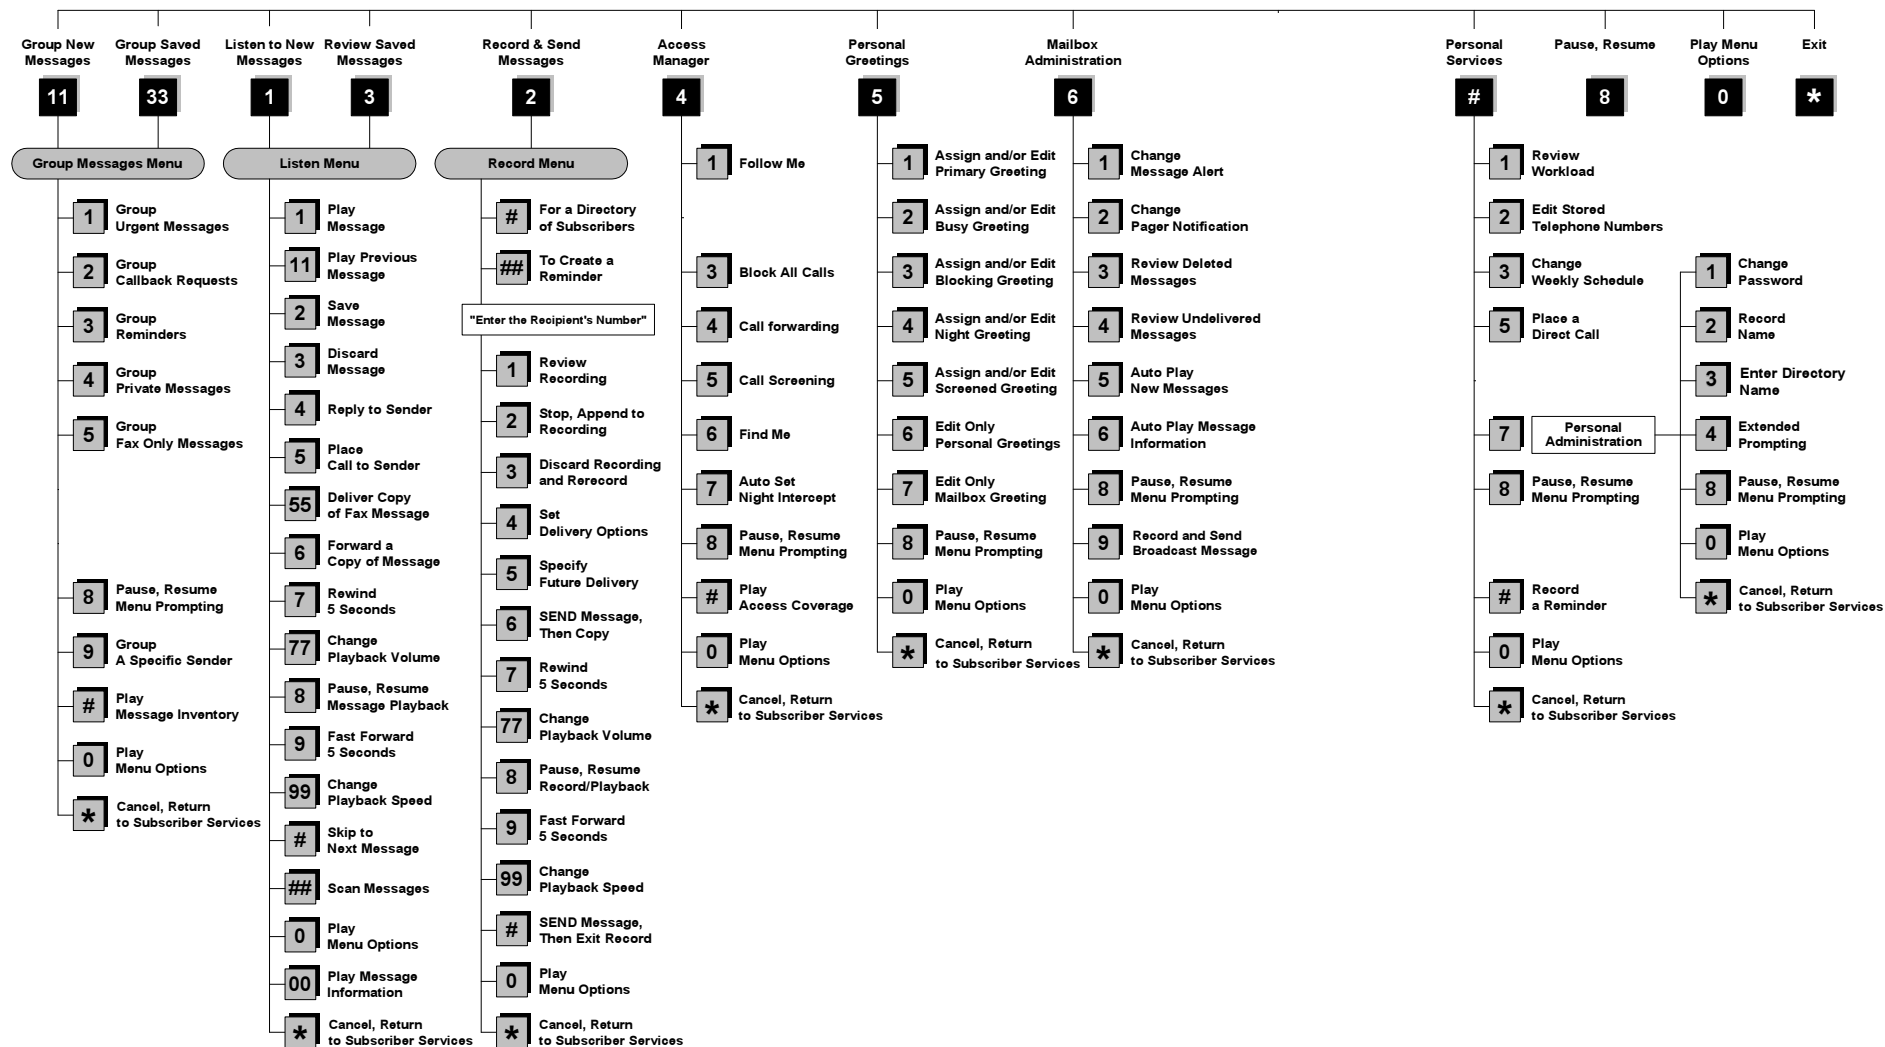 Group New
Messages
11
Group Saved
Messages
33
Listen to New
Messages
1
Review Saved
Messages
3
Record & Send
Messages
2
Access
Manager
4
Personal
Greetings
5
Mailbox
Administration
6
Personal
Services
#
Pause, Resume
8
Play Menu
Options
0
Exit
*
Group Messages Menu
1
Group
Urgent Messages
2
Group
Callback Requests
3
Group
Reminders
4
Group
Private Messages
5
Group
Fax Only Messages
8
Pause, Resume
Menu Prompting
9
Group
A Specific Sender
#
Play
Message Inventory
0
Play
Menu Options
*
Cancel, Return
to Subscriber Services
Listen Menu
1
Play
Message
11
Play Previous
Message
2
Save
Message
3
Discard
Message
4
Reply to Sender
5
Place
Call to Sender
55
Deliver Copy
of Fax Message
6
Forward a
Copy of Message
7
Rewind
5 Seconds
77
Change
Playback Volume
8
Pause, Resume
Message Playback
9
Fast Forward
5 Seconds
99
Change
Playback Speed
#
Skip to
Next Message
##
Scan Messages
0
Play
Menu Options
00
Play Message
Information
*
Cancel, Return
to Subscriber Services
Record Menu
#
For a Directory
of Subscribers
##
To Create a
Reminder
"Enter the Recipient's Number"
1
Review
Recording
2
Stop, Append to
Recording
3
Discard Recording
and Rerecord
4
Set
Delivery Options
5
Specify
Future Delivery
6
SEND Message,
Then Copy
7
Rewind
5 Seconds
77
Change
Playback Volume
8
Pause, Resume
Record/Playback
9
Fast Forward
5 Seconds
99
Change
Playback Speed
#
SEND Message,
Then Exit Record
0
Play
Menu Options
*
Cancel, Return
to Subscriber Services
1
Follow Me
3
Block All Calls
4
Call forwarding
5
Call Screening
6
Find Me
7
Auto Set
Night Intercept
8
Pause, Resume
Menu Prompting
#
Play
Access Coverage
0
Play
Menu Options
*
Cancel, Return
to Subscriber Services
1
Assign and/or Edit
Primary Greeting
2
Assign and/or Edit
Busy Greeting
3
Assign and/or Edit
Blocking Greeting
4
Assign and/or Edit
Night Greeting
5
Assign and/or Edit
Screened Greeting
6
Edit Only
Personal Greetings
7
Edit Only
Mailbox Greeting
8
Pause, Resume
Menu Prompting
0
Play
Menu Options
*
Cancel, Return
to Subscriber Services
1
Change
Message Alert
2
Change
Pager Notification
3
Review Deleted
Messages
4
Review Undelivered
Messages
5
Auto Play
New Messages
6
Auto Play Message
Information
8
Pause, Resume
Menu Prompting
9
Record and Send
Broadcast Message
0
Play
Menu Options
*
Cancel, Return
to Subscriber Services
1
Review
Workload
2
Edit Stored
Telephone Numbers
3
Change
Weekly Schedule
5
Place a
Direct Call
7
Personal
Administration
8
Pause, Resume
Menu Prompting
#
Record
a Reminder
0
Play
Menu Options
*
Cancel, Return
to Subscriber Services
1
Change
Password
2
Record
Name
3
Enter Directory
Name
4
Extended
Prompting
8
Pause, Resume
Menu Prompting
0
Play
Menu Options
*
Cancel, Return
to Subscriber Services